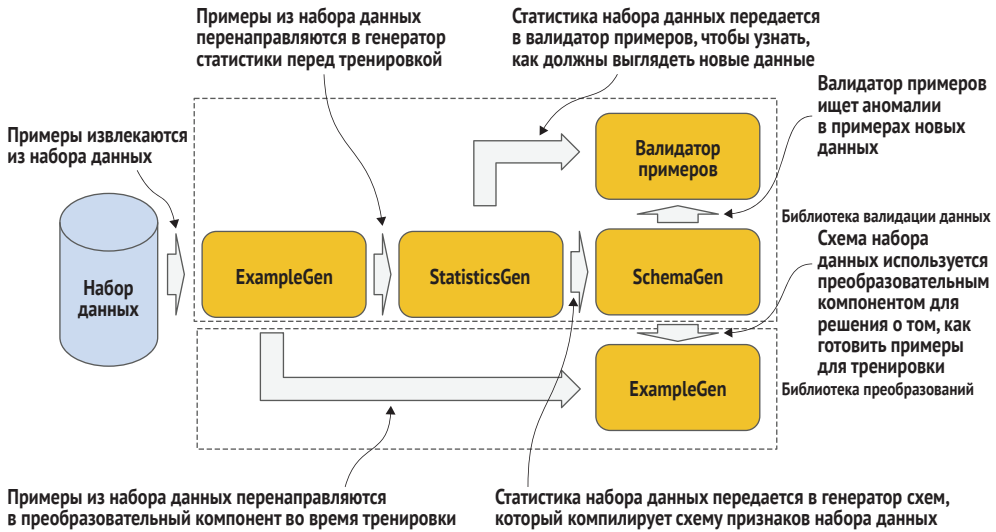 Примеры из набора данных
перенаправляются в генератор
статистики перед тренировкой
Статистика набора данных передается
в валидатор примеров, чтобы узнать,
как должны выглядеть новые данные
Валидатор примеров
ищет аномалии
в примерах новых
данных
Примеры извлекаются
из набора данных
Валидатор
примеров
Библиотека валидации данных
Набор
данных
ExampleGen
StatisticsGen
SchemaGen
Схема набора
данных используется
преобразовательным
компонентом для
решения о том, как
готовить примеры
для тренировки
ExampleGen
Библиотека преобразований
Примеры из набора данных перенаправляются
в преобразовательный компонент во время тренировки
Статистика набора данных передается в генератор схем,
который компилирует схему признаков набора данных